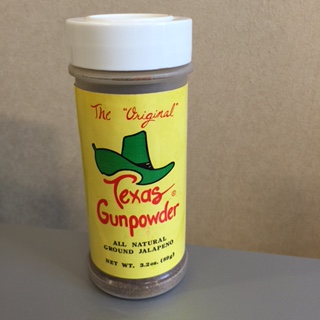 The "Original"
Texas ®
Gunpowder
ALL NATURAL
GROUND JALAPENO
NET WT. 3.2oz. (90g)